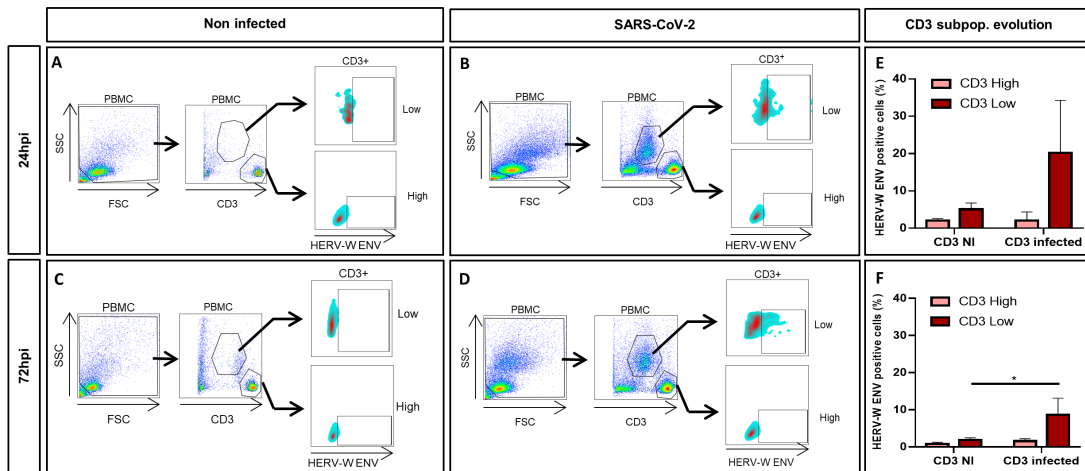 Non infected
SARS-CoV-2
CD3 subpop. evolution
24hpi
A
PBMC
SSC
FSC
PBMC
CD3
CD3+
Low
High
HERV-W ENV
B
PBMC
SSC
FSC
PBMC
CD3
CD3+
Low
High
HERV-W ENV
E
HERV-W ENV positive cells (%)
40
30
20
10
0
CD3 High
CD3 Low
CD3 NI
CD3 infected
72hpi
C
PBMC
SSC
FSC
PBMC
CD3
CD3+
Low
High
HERV-W ENV
D
PBMC
SSC
FSC
PBMC
CD3
CD3+
Low
High
HERV-W ENV
F
HERV-W ENV positive cells (%)
40
30
20
10
0
CD3 High
CD3 Low
*
CD3 NI
CD3 infected